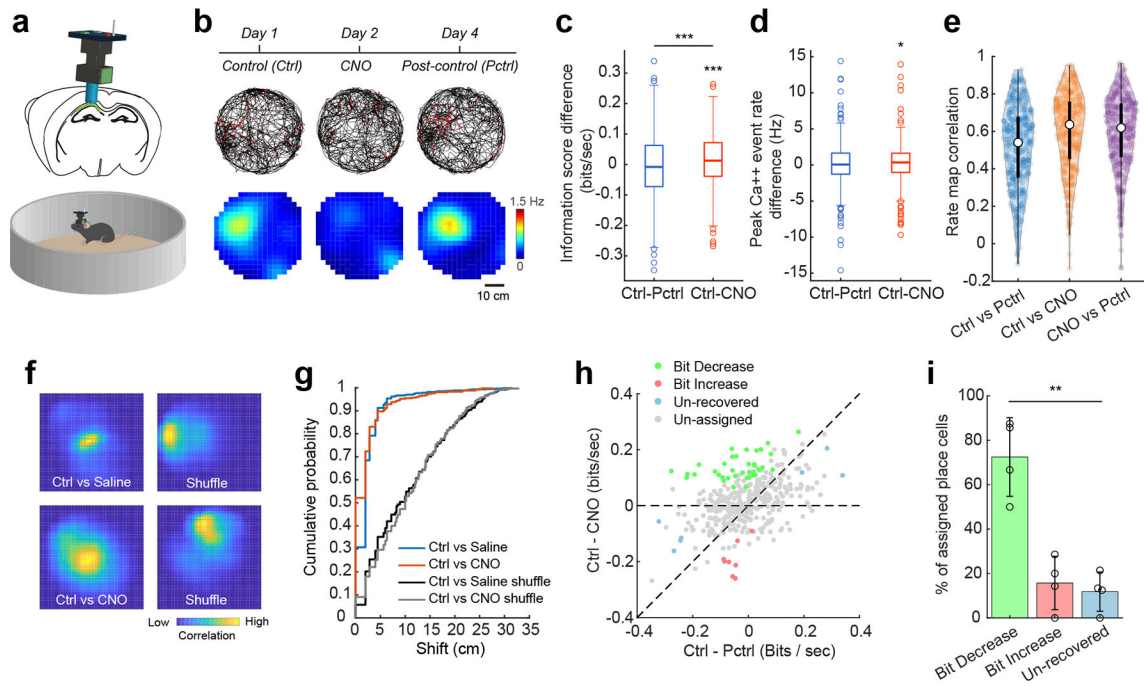 a
b
Day 1
Day 2
Day 4
Control (Ctrl)
CNO
Post-control (Pctrl)
1.5 Hz
0
10 cm
c
***
***
Information score difference
(bits/sec)
0.4
0.3
0.2
0.1
0
-0.1
-0.2
-0.3
Ctrl-Pctrl
Ctrl-CNO
d
*
Peak Ca++ event rate
difference (Hz)
15
10
5
0
-5
-10
-15
Ctrl-Pctrl
Ctrl-CNO
e
Rate map correlation
1.0
0.8
0.6
0.4
0.2
0
-0.2
Ctrl vs Pctrl
Ctrl vs CNO
CNO vs Pctrl
f
Ctrl vs Saline
Shuffle
Ctrl vs CNO
Shuffle
Low
High
Correlation
g
Cumulative probability
1
0.9
0.8
0.7
0.6
0.5
0.4
0.3
0.2
0.1
0
Ctrl vs Saline
Ctrl vs CNO
Ctrl vs Saline shuffle
Ctrl vs CNO shuffle
0 5 10 15 20 25 30 35
Shift (cm)
h
Bit Decrease
Bit Increase
Un-recovered
Un-assigned
Ctrl - CNO (bits/sec)
0.4
0.2
0
-0.2
-0.4
-0.4 -0.2 0 0.2 0.4
Ctrl - Pctrl (Bits / sec)
i
**
% of assigned place cells
100
80
60
40
20
0
Bit Decrease
Bit Increase
Un-recovered